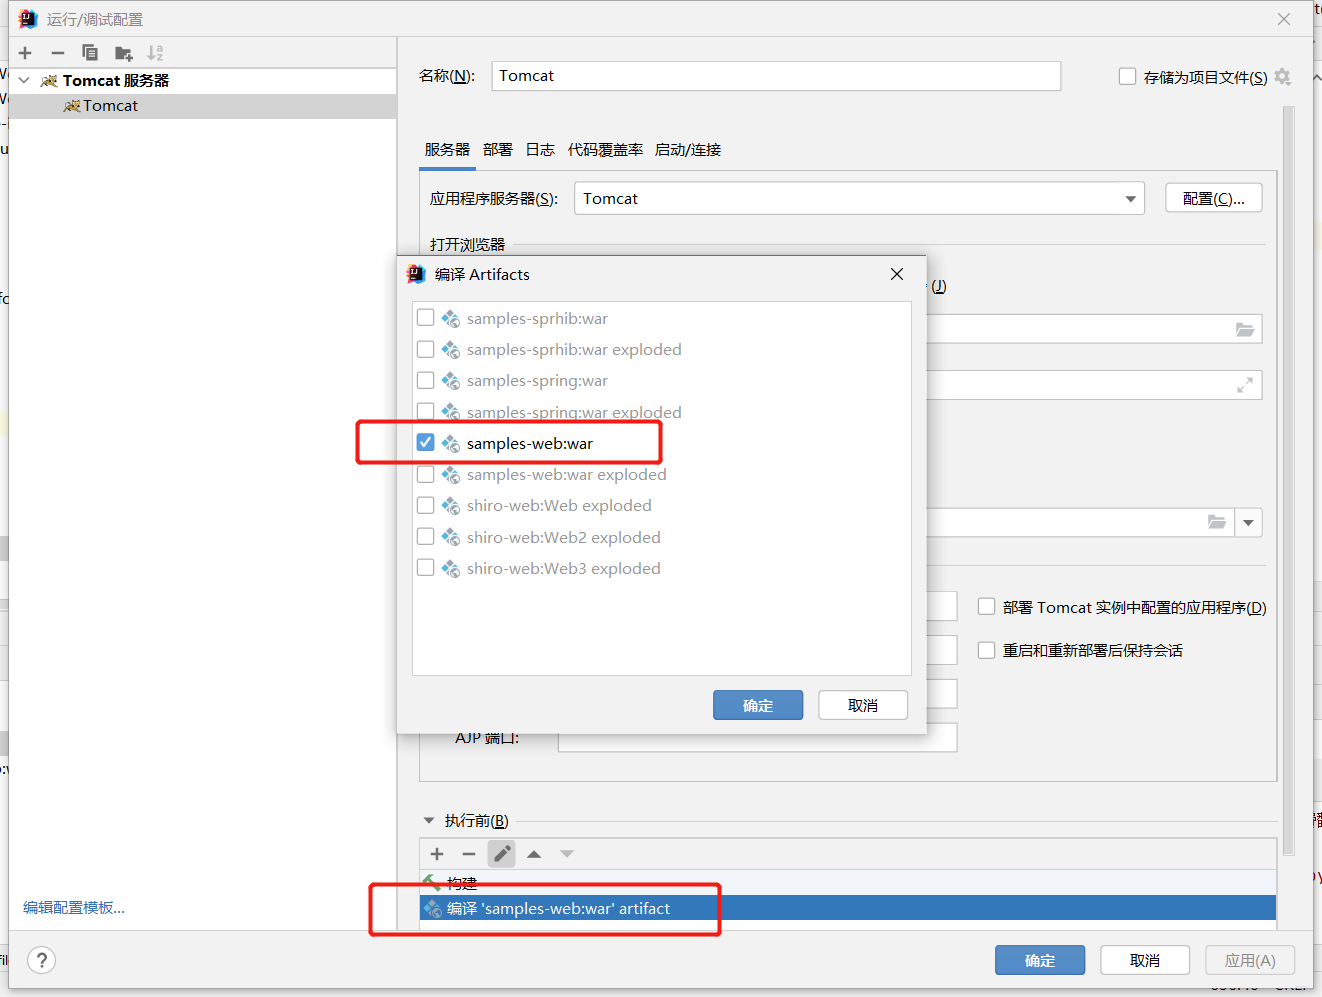 运行/调试配置
Tomcat 服务器
Tomcat
名称(N):
Tomcat
存储为项目文件(S)
服务器 部署 日志 代码覆盖率 启动/连接
应用程序服务器(S):
Tomcat
配置(C)...
打开浏览器
(J)
编译 Artifacts
samples-sprhib:war
samples-sprhib:war exploded
samples-spring:war
samples-spring:war exploded
samples-web:war
samples-web:war exploded
shiro-web:Web exploded
shiro-web:Web2 exploded
shiro-web:Web3 exploded
确定
取消
部署 Tomcat 实例中配置的应用程序(D)
重启和重新部署后保持会话
AJP 端口:
执行前(B)
构建
编译 'samples-web:war' artifact
编辑配置模板...
?
确定
取消
应用(A)